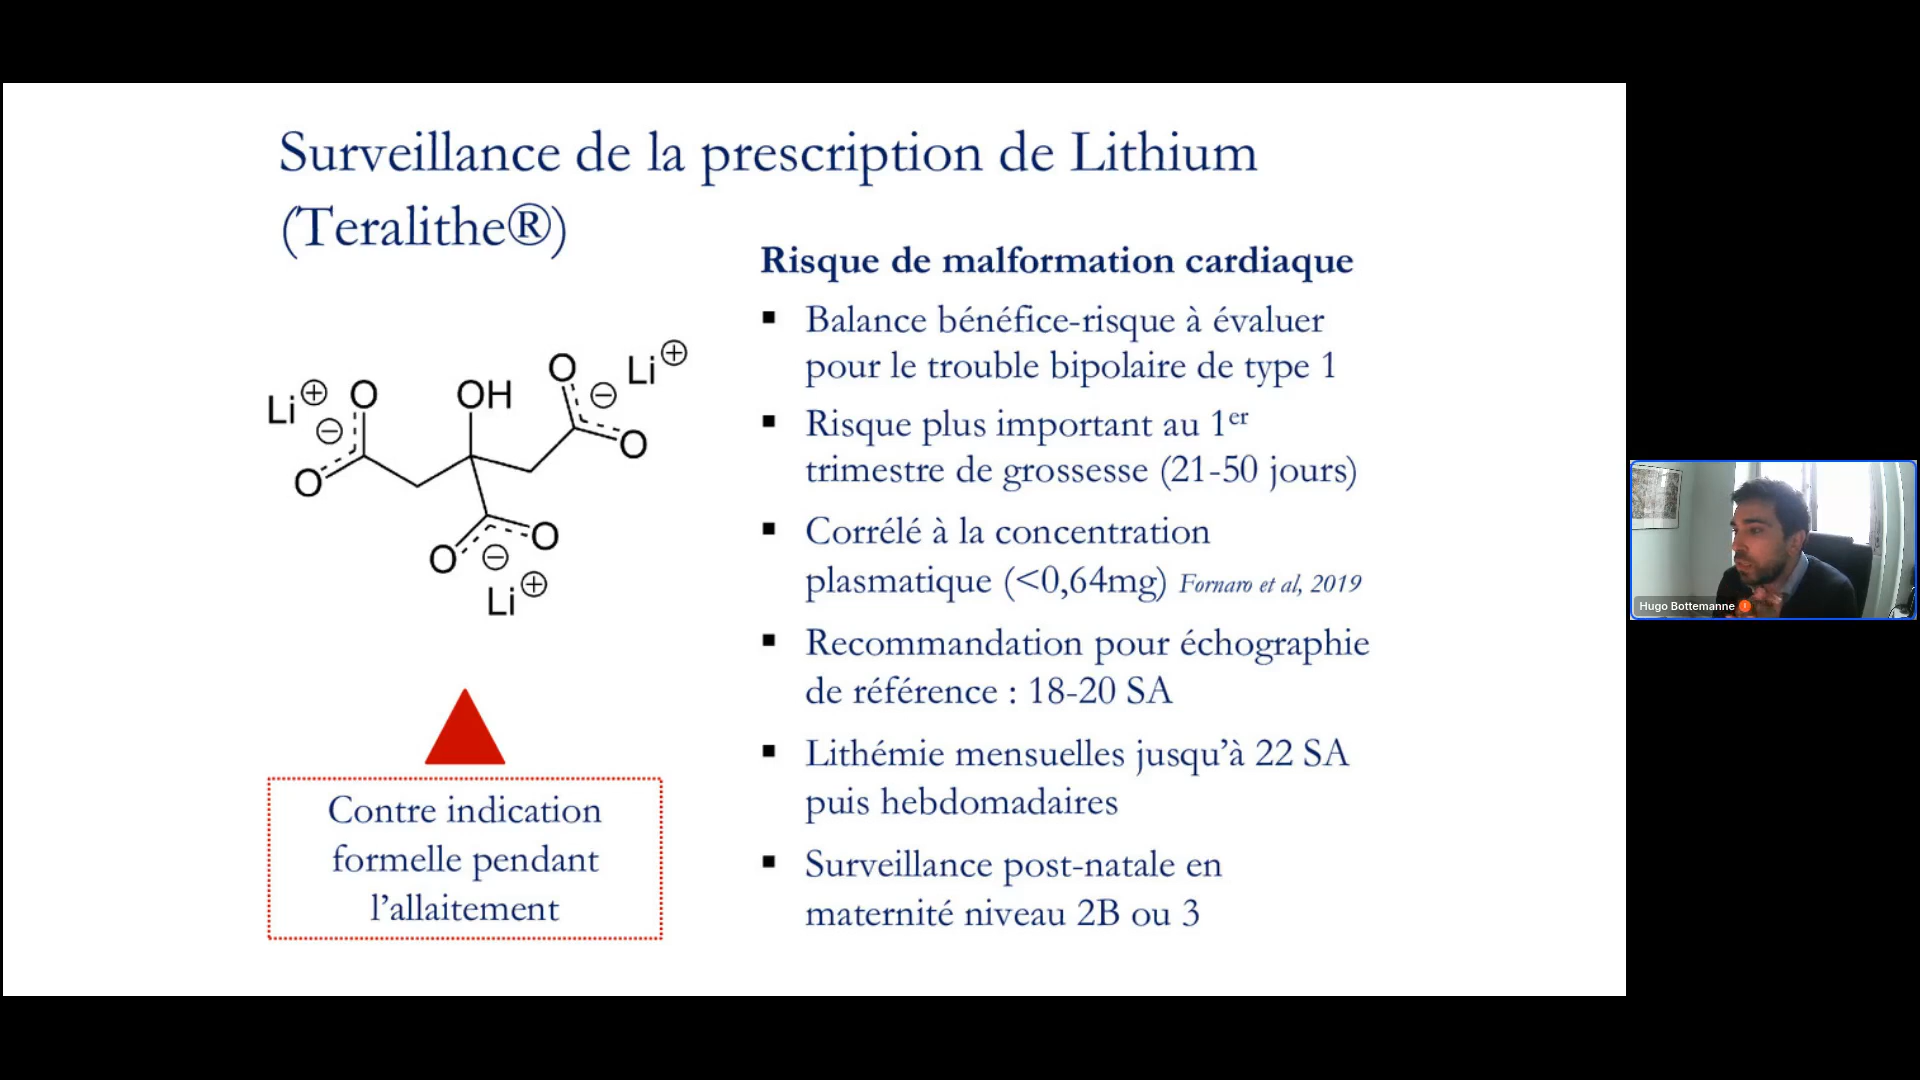 Surveillance de la prescription de Lithium
(Teralithe®)
Risque de malformation cardiaque
▪ Balance bénéfice-risque à évaluer
pour le trouble bipolaire de type 1
▪ Risque plus important au 1er
trimestre de grossesse (21-50 jours)
▪ Corrélé à la concentration
plasmatique (<0,64mg) Fornaro et al, 2019
▪ Recommandation pour échographie
de référence : 18-20 SA
▪ Lithémie mensuelles jusqu’à 22 SA
puis hebdomadaires
▪ Surveillance post-natale en
maternité niveau 2B ou 3
Li⊕ O OH O ⊖ Li⊕
⊖
O O
O ⊖ O
Li⊕
Contre indication
formelle pendant
l’allaitement
Hugo Bottemanne